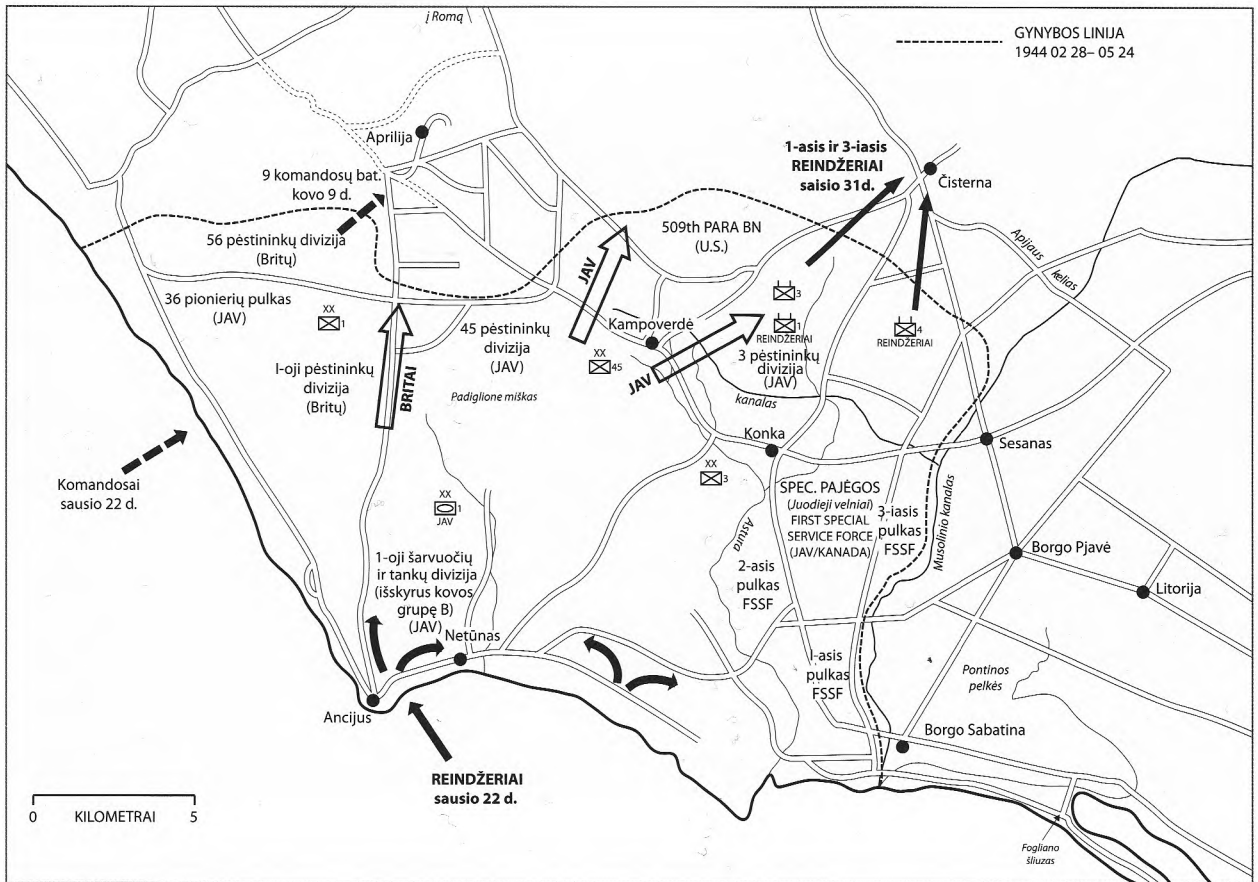 į Romą
GYNYBOS LINIJA
1944 02 28– 05 24
Aprilija
1-asis ir 3-iasis
REINDŽERIAI
saisio 31d.
Čisterna
9 komandosų bat.
kovo 9 d.
56 pėstininkų divizija
(Britų)
509th PARA BN
(U.S.)
Apijaus
kelias
JAV
36 pionierių pulkas
(JAV)
XX
1
3
1
REINDŽERIAI
4
REINDŽERIAI
45 pėstininkų
divizija
(JAV)
Kampoverdė
XX
45
JAV
3 pėstininkų
divizija
(JAV)
I-oji pėstininkų
divizija
(Britų)
BRITAI
Padiglione miškas
kanalas
Konka
Sesanas
Komandosai
sausio 22 d.
XX
3
XX
1
JAV
SPEC. PAJĖGOS
(Juodieji velniai)
FIRST SPECIAL
SERVICE FORCE
(JAV/KANADA)
3-iasis
pulkas
FSSF
Musolinio kanalas
Astura
Borgo Pjavė
1-oji šarvuočių
ir tankų divizija
(išskyrus kovos
grupę B)
(JAV)
2-asis
pulkas
FSSF
Litorija
Netūnas
I-asis
pulkas
FSSF
Pontinos
pelkės
Ancijus
Borgo Sabatina
REINDŽERIAI
sausio 22 d.
0 KILOMETRAI 5
Fogliano
šliuzas